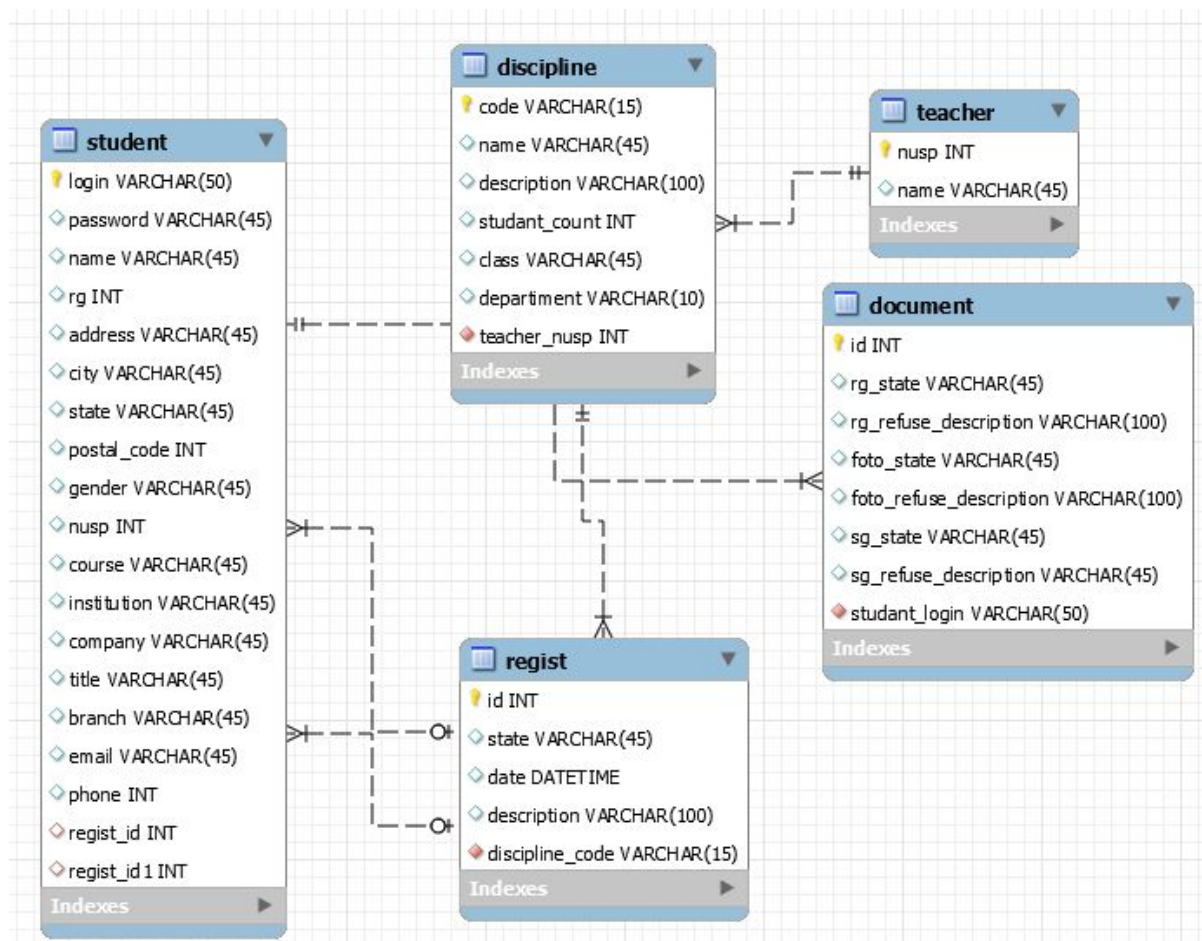 student
login VARCHAR(50)
password VARCHAR(45)
name VARCHAR(45)
rg INT
address VARCHAR(45)
city VARCHAR(45)
state VARCHAR(45)
postal_code INT
gender VARCHAR(45)
nusp INT
course VARCHAR(45)
institution VARCHAR(45)
company VARCHAR(45)
title VARCHAR(45)
branch VARCHAR(45)
email VARCHAR(45)
phone INT
regist_id INT
regist_id1 INT
Indexes
discipline
code VARCHAR(15)
name VARCHAR(45)
description VARCHAR(100)
studant_count INT
class VARCHAR(45)
departiment VARCHAR(10)
teacher_nusp INT
Indexes
teacher
nusp INT
name VARCHAR(45)
Indexes
document
id INT
rg_state VARCHAR(45)
rg_refuse_description VARCHAR(100)
foto_state VARCHAR(45)
foto_refuse_description VARCHAR(100)
sg_state VARCHAR(45)
sg_refuse_description VARCHAR(45)
studant_login VARCHAR(50)
Indexes
regist
id INT
state VARCHAR(45)
date DATETIME
description VARCHAR(100)
discipline_code VARCHAR(15)
Indexes